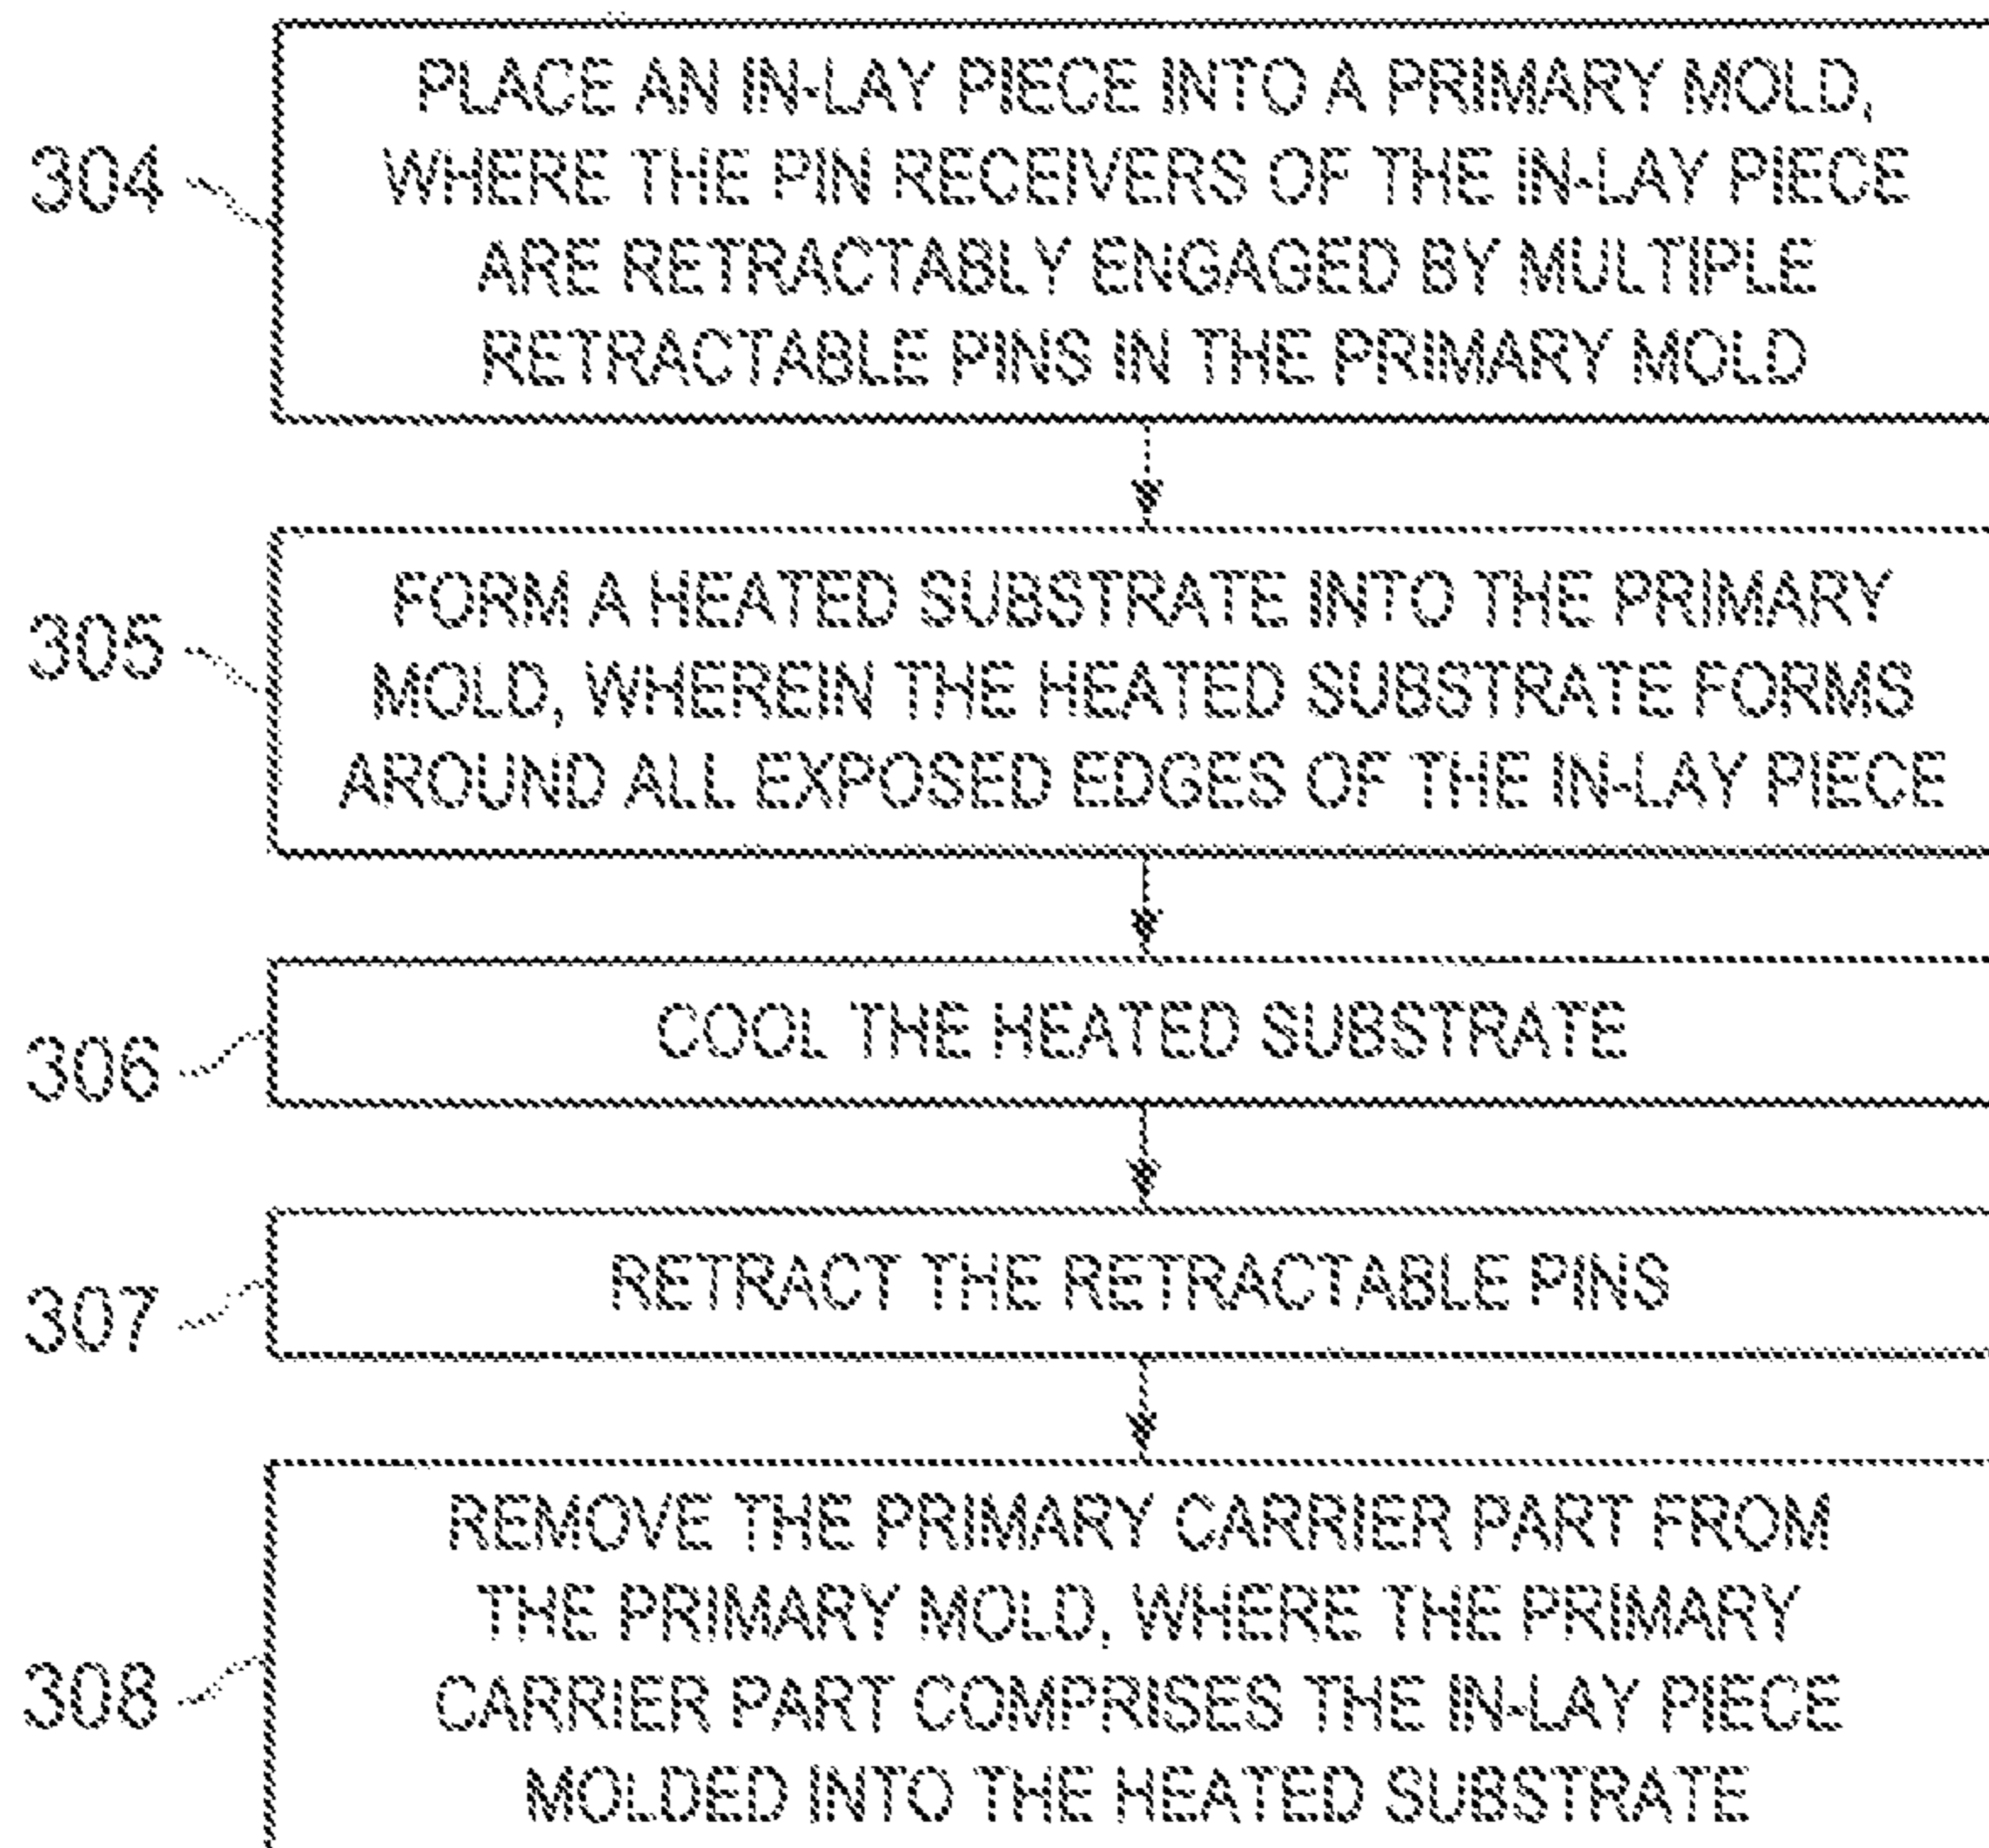 304
PLACE AN IN-LAY PIECE INTO A PRIMARY MOLD,
WHERE THE PIN RECEIVERS OF THE IN-LAY PIECE
ARE RETRACTABLY ENGAGED BY MULTIPLE
RETRACTABLE PINS IN THE PRIMARY MOLD
305
FORM A HEATED SUBSTRATE INTO THE PRIMARY
MOLD, WHEREIN THE HEATED SUBSTRATE FORMS
AROUND ALL EXPOSED EDGES OF THE IN-LAY PIECE
306
COOL THE HEATED SUBSTRATE
307
RETRACT THE RETRACTABLE PINS
308
REMOVE THE PRIMARY CARRIER PART FROM
THE PRIMARY MOLD, WHERE THE PRIMARY
CARRIER PART COMPRISES THE IN-LAY PIECE
MOLDED INTO THE HEATED SUBSTRATE